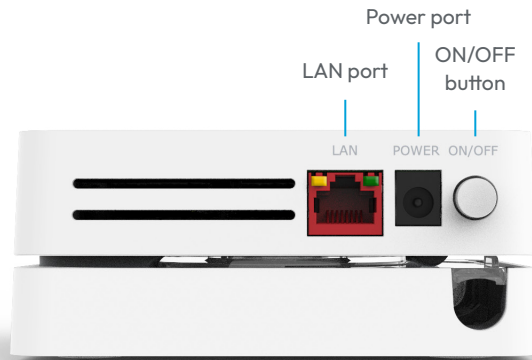 Power port
ON/OFF
button
LAN port
LAN
POWER
ON/OFF